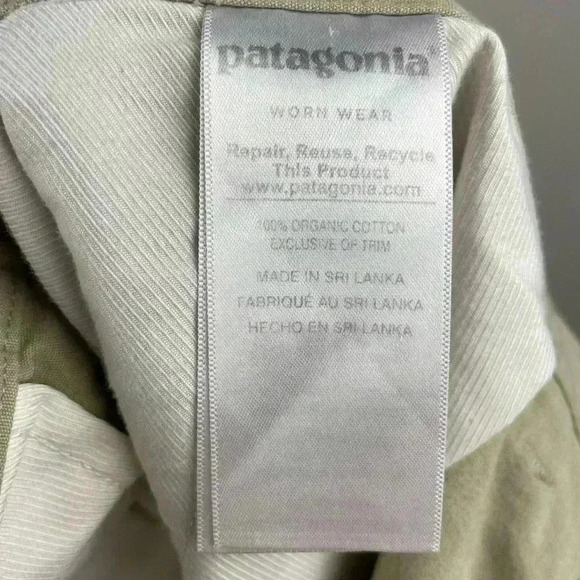 patagonia®
WORN WEAR
Repair, Reuse, Recycle
This Product
www.patagonia.com
100% ORGANIC COTTON
EXCLUSIVE OF TRIM
MADE IN SRI LANKA
FABRIQUÉ AU SRI LANKA
HECHO EN SRI LANKA